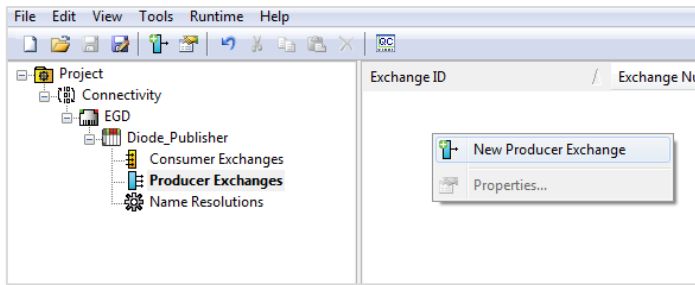 File Edit View Tools Runtime Help
QC
Project
Connectivity
EGD
Diode_Publisher
Consumer Exchanges
Producer Exchanges
Name Resolutions
Exchange ID / Exchange Nu
New Producer Exchange
Properties...